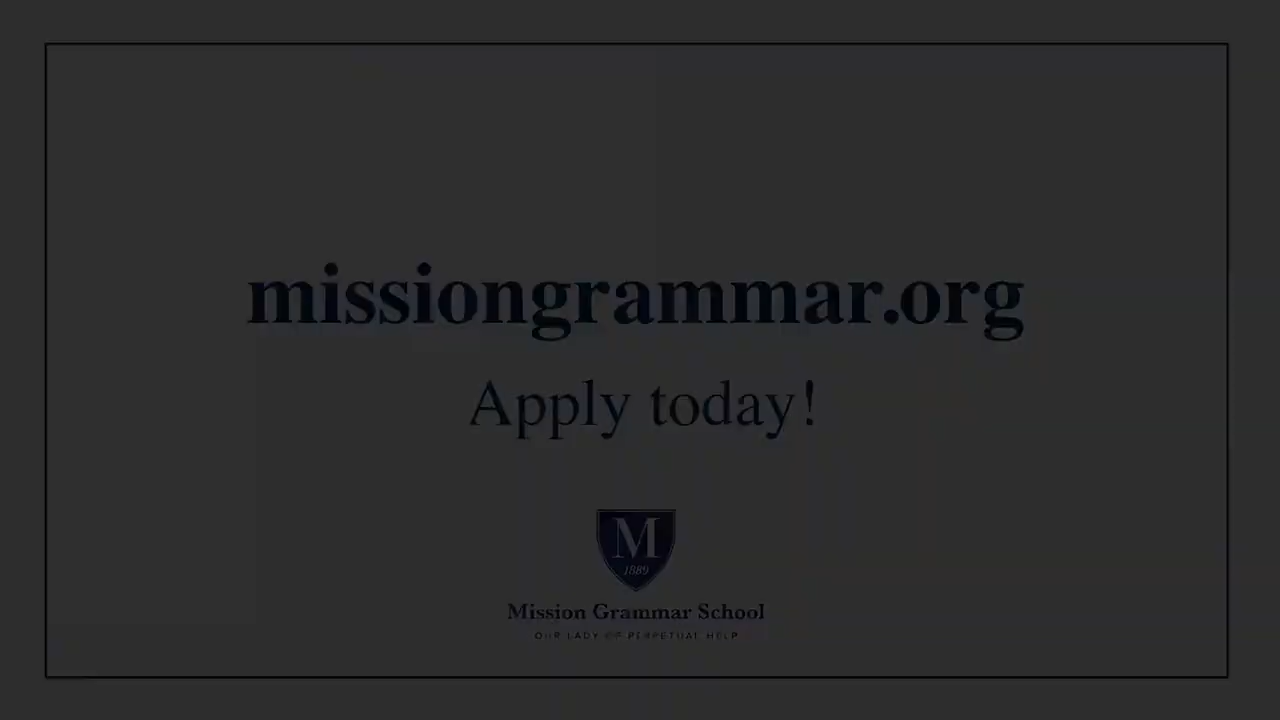 missiongrammar.org
Apply today!
M
1889
Mission Grammar School
OUR LADY OF PERPETUAL HELP